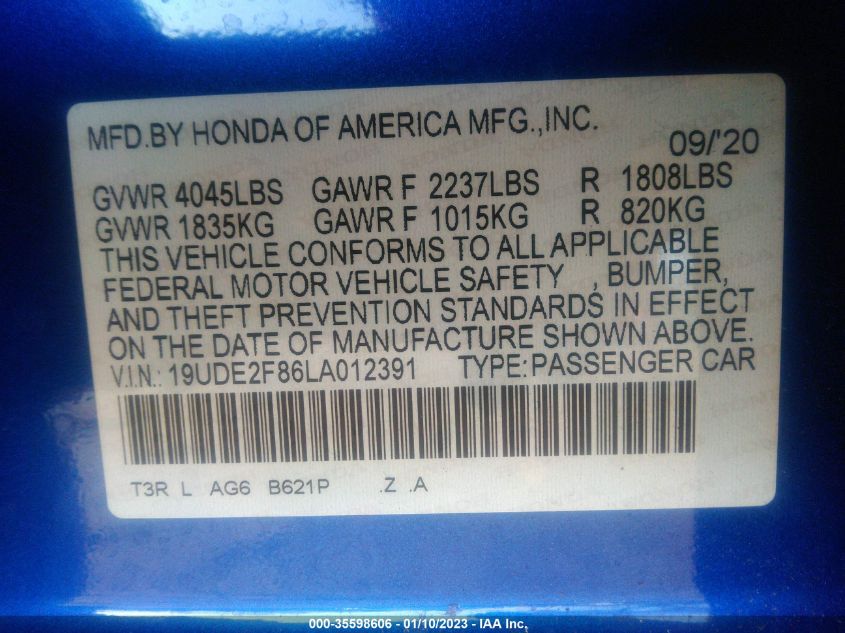 MFD.BY HONDA OF AMERICA MFG.,INC.
09/'20
GVWR 4045LBS GAWR F 2237LBS R 1808LBS
GVWR 1835KG GAWR F 1015KG R 820KG
THIS VEHICLE CONFORMS TO ALL APPLICABLE
FEDERAL MOTOR VEHICLE SAFETY , BUMPER,
AND THEFT PREVENTION STANDARDS IN EFFECT
ON THE DATE OF MANUFACTURE SHOWN ABOVE.
V.I.N.: 19UDE2F86LA012391 TYPE:PASSENGER CAR
T3R L AG6 B621P .Z .A
000-35598606 - 01/10/2023 - IAA Inc.